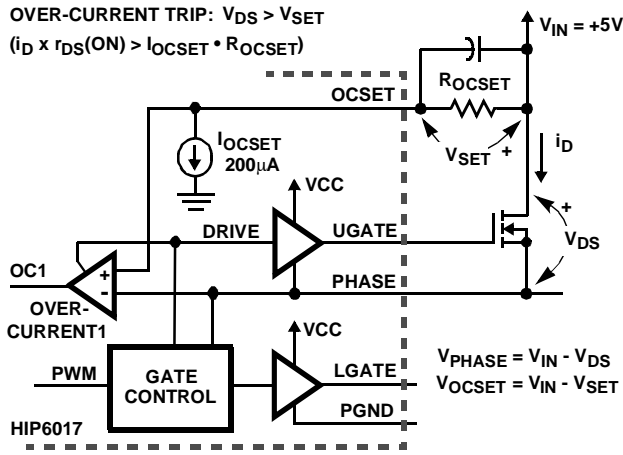 OVER-CURRENT TRIP: VDS > VSET
(iD x rDS(ON) > IOCSET • ROCSET)
VIN = +5V
ROCSET
OCSET
IOCSET
200µA
VSET +
iD
VCC
+
DRIVE
UGATE
VDS
OC1
+
-
PHASE
OVER-
CURRENT1
VCC
PWM
GATE
CONTROL
LGATE
PGND
VPHASE = VIN - VDS
VOCSET = VIN - VSET
HIP6017